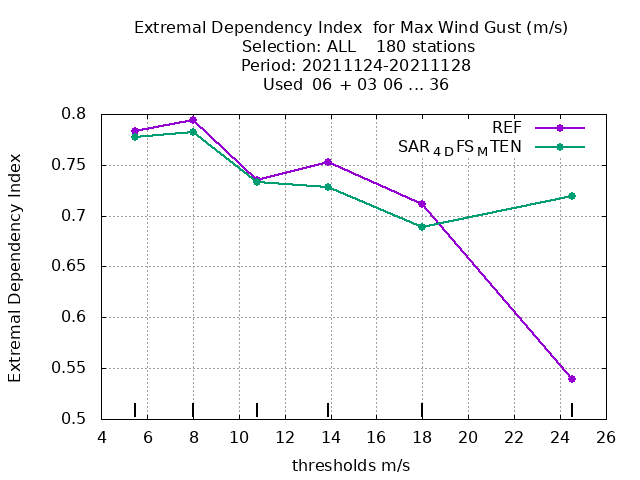 Extremal Dependency Index  for Max Wind Gust (m/s)
Selection: ALL    180 stations
Period: 20211124-20211128
Used  06 + 03 06 ... 36
Extremal Dependency Index
0.8
0.75
0.7
0.65
0.6
0.55
0.5
REF
SAR4DFSMTEN
4 6 8 10 12 14 16 18 20 22 24 26
thresholds m/s